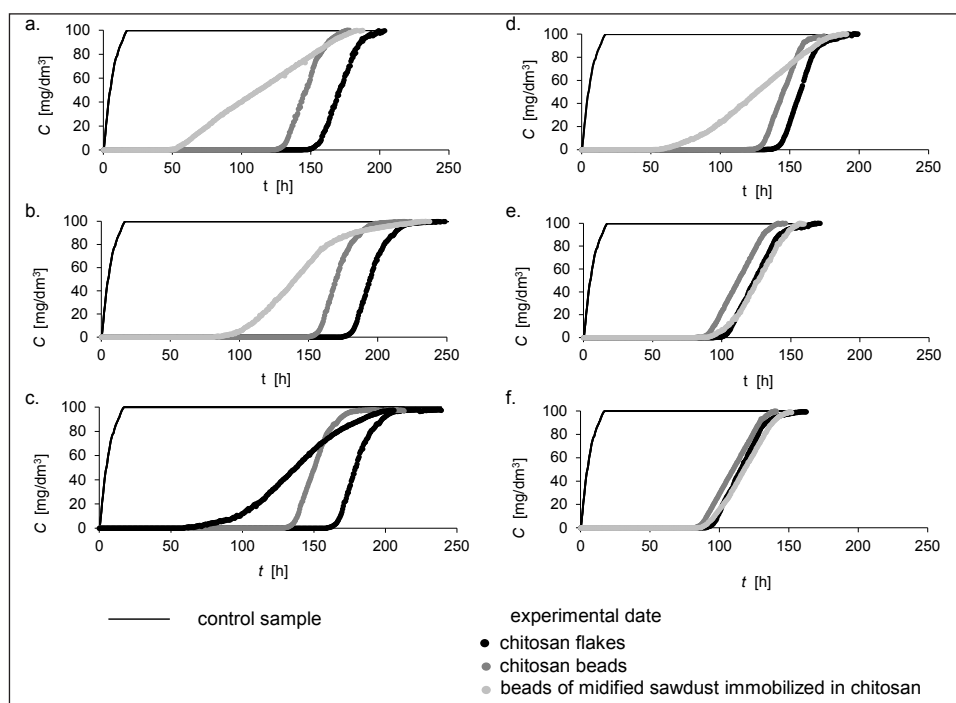 a.
100
80
60
40
20
0
C [mg/dm³]
0 50 100 150 200 250
t [h]
d.
100
80
60
40
20
0
C [mg/dm³]
0 50 100 150 200 250
t [h]
b.
100
80
60
40
20
0
C [mg/dm³]
0 50 100 150 200 250
t [h]
e.
100
80
60
40
20
0
C [mg/dm³]
0 50 100 150 200 250
t [h]
c.
100
80
60
40
20
0
C [mg/dm³]
0 50 100 150 200 250
t [h]
f.
100
80
60
40
20
0
C [mg/dm³]
0 50 100 150 200 250
t [h]
control sample
experimental date
chitosan flakes
chitosan beads
beads of midified sawdust immobilized in chitosan